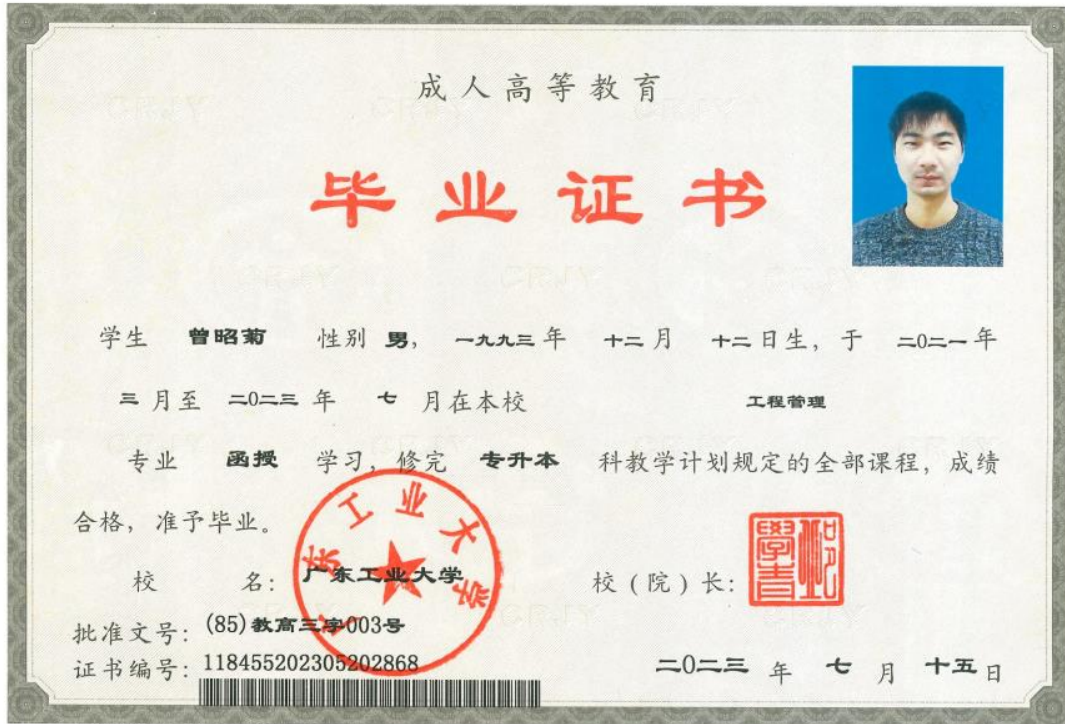 成人高等教育
毕业证书
学生 曾昭菊 性别 男， 一九九三 年 十二 月 十二 日生，于 二0二一 年
三 月至 二0二三 年 七 月在本校 工程管理
专业 函授 学习，修完 专升本 科教学计划规定的全部课程，成绩
合格，准予毕业。
广东工业大学
校 名：广东工业大学 校（院）长：
批准文号：(85)教高三字003号
证书编号：118455202305202868 二0二三 年 七 月 十五 日